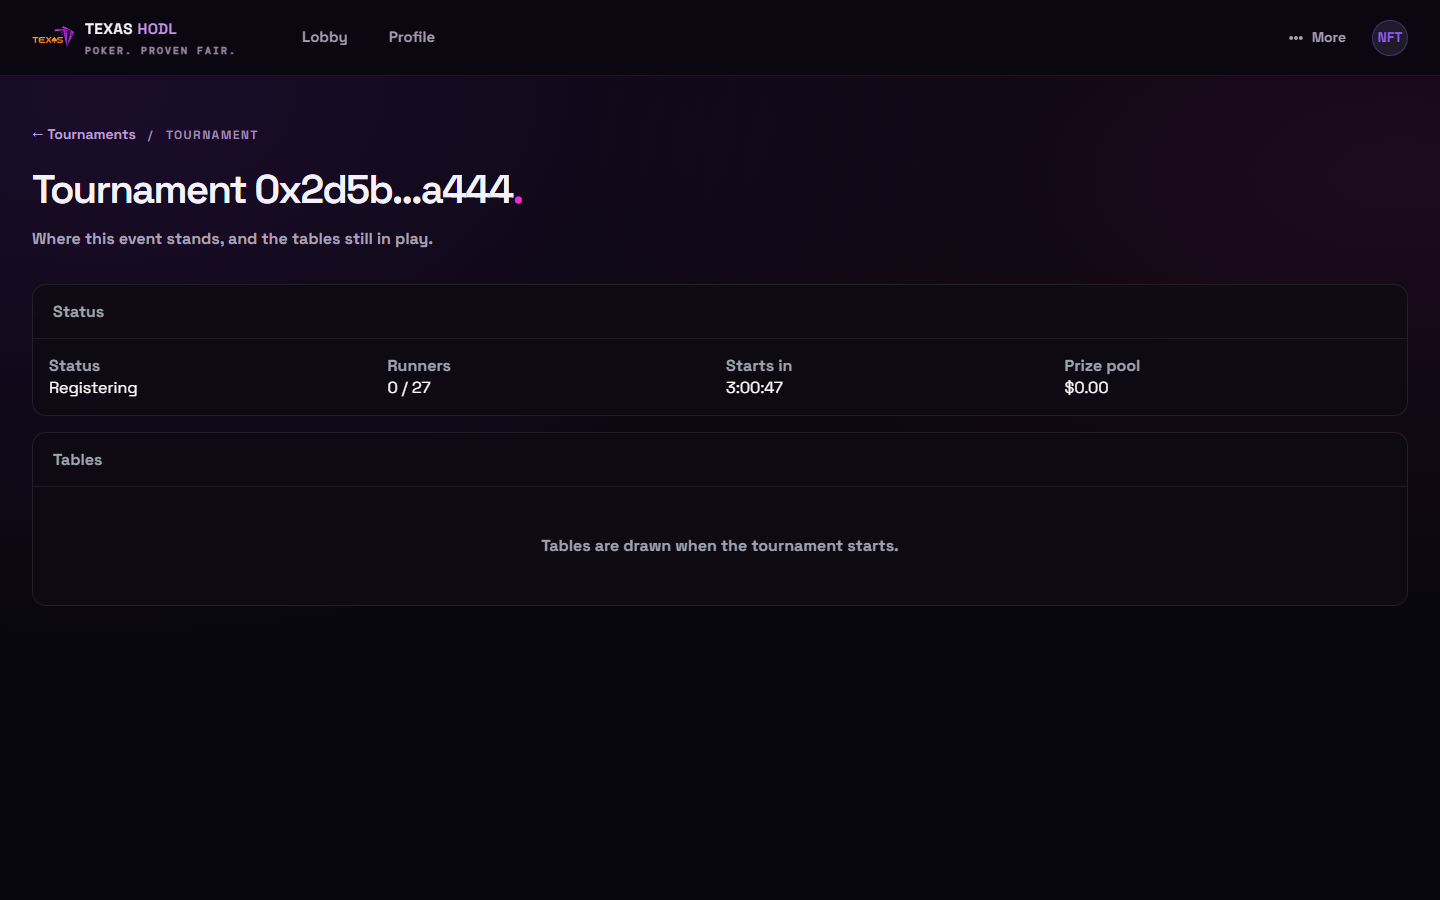 TEXAS
TEXAS HODL
POKER. PROVEN FAIR.
Lobby
Profile
••• More
NFT
← Tournaments / TOURNAMENT
Tournament 0x2d5b...a444.
Where this event stands, and the tables still in play.
Status
Status
Registering
Runners
0 / 27
Starts in
3:00:47
Prize pool
$0.00
Tables
Tables are drawn when the tournament starts.